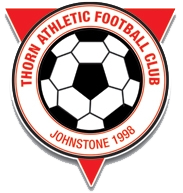 THORN ATHLETIC FOOTBALL CLUB
JOHNSTONE 1998